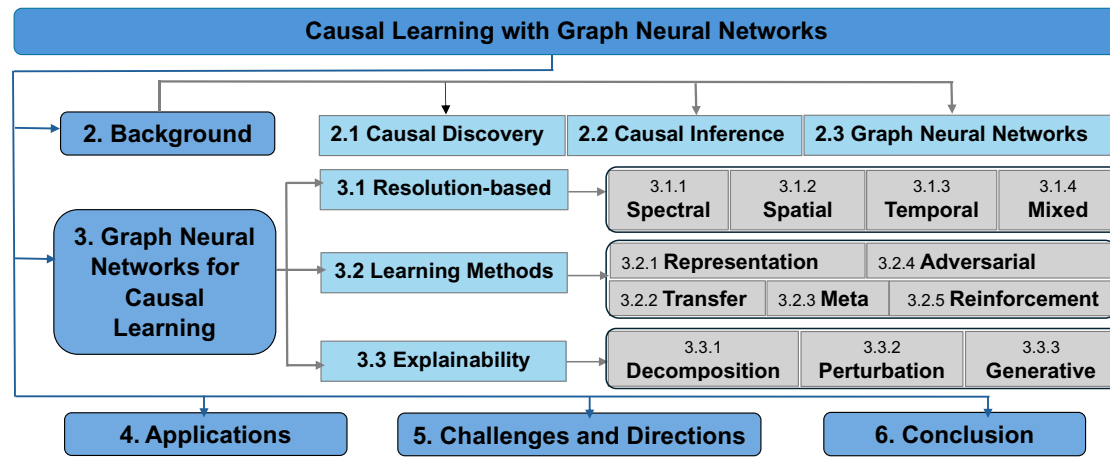 Causal Learning with Graph Neural Networks
2. Background
2.1 Causal Discovery
2.2 Causal Inference
2.3 Graph Neural Networks
3. Graph Neural
Networks for
Causal
Learning
3.1 Resolution-based
3.1.1
Spectral
3.1.2
Spatial
3.1.3
Temporal
3.1.4
Mixed
3.2 Learning Methods
3.2.1 Representation
3.2.4 Adversarial
3.2.2 Transfer
3.2.3 Meta
3.2.5 Reinforcement
3.3 Explainability
3.3.1
Decomposition
3.3.2
Perturbation
3.3.3
Generative
4. Applications
5. Challenges and Directions
6. Conclusion